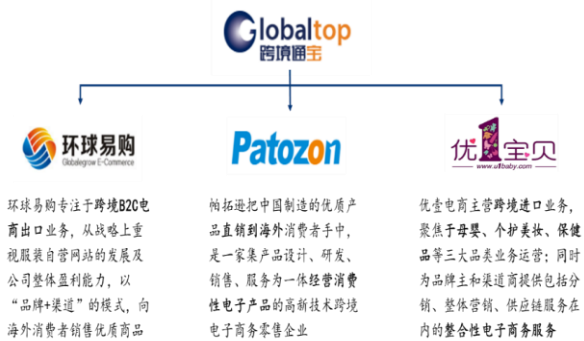 Globaltop
跨境通宝
环球易购
Globalegrow E-Commerce
环球易购专注于跨境B2C电
商出口业务，从战略上重
视服装自营网站的发展及
公司整体盈利能力，以
“品牌+渠道”的模式，向
海外消费者销售优质商品
Patozon
帕拓逊把中国制造的优质产
品直销到海外消费者手中，
是一家集产品设计、研发、
销售、服务为一体经营消费
性电子产品的高新技术跨境
电子商务零售企业
优1宝贝
www.u1baby.com
优壹电商主营跨境进口业务，
聚焦于母婴、个护美妆、保健
品等三大品类业务运营；同时
为品牌主和渠道商提供包括分
销、整体营销、供应链服务在
内的整合性电子商务服务